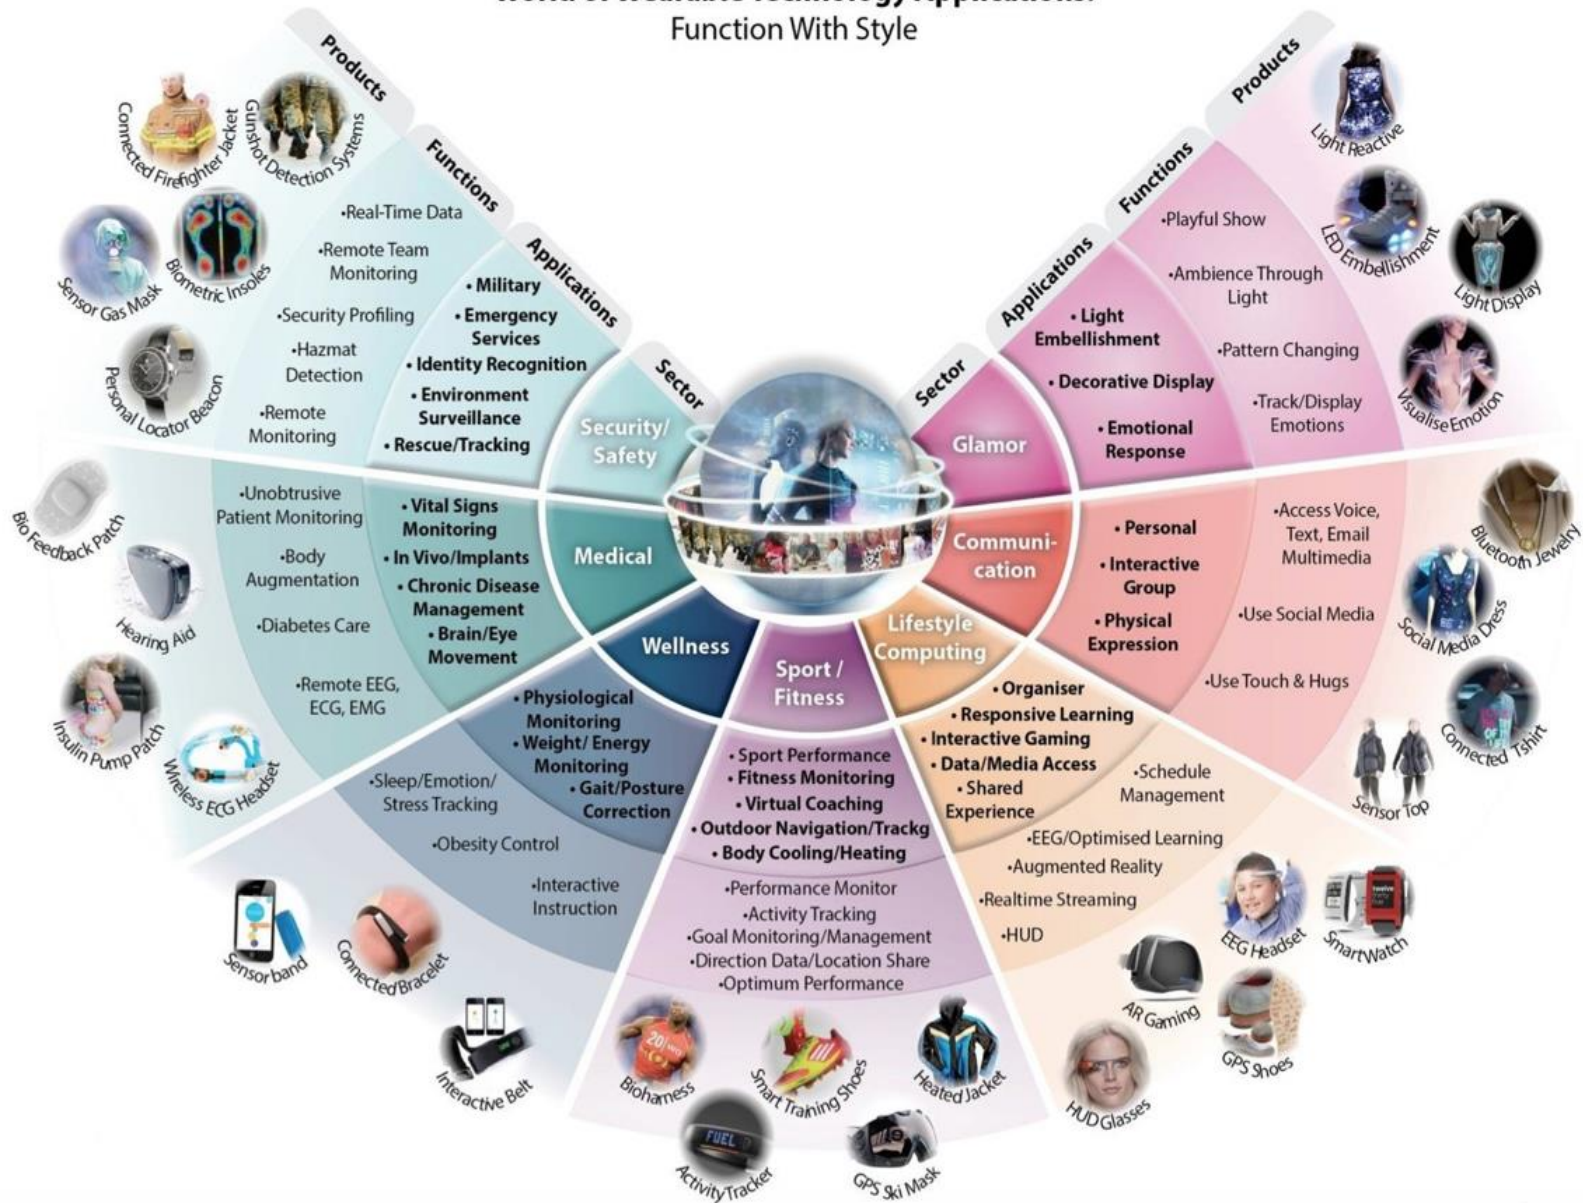 World of Wearable Technology Applications:
Function With Style
Products
Functions
Applications
Sector
Connected Firefighter Jacket
Gunshot Detection Systems
Sensor Gas Mask
Biometric Insoles
Personal Locator Beacon
•Real-Time Data
•Remote Team
Monitoring
•Security Profiling
•Hazmat
Detection
•Remote
Monitoring
• Military
• Emergency
Services
• Identity Recognition
• Environment
Surveillance
• Rescue/Tracking
Security/
Safety
Bio Feedback Patch
Hearing Aid
Insulin Pump Patch
Wireless ECG Headset
•Unobtrusive
Patient Monitoring
•Body
Augmentation
•Diabetes Care
•Remote EEG,
ECG, EMG
• Vital Signs
Monitoring
• In Vivo/Implants
• Chronic Disease
Management
• Brain/Eye
Movement
Medical
Wellness
• Physiological
Monitoring
• Weight/ Energy
Monitoring
• Gait/Posture
Correction
•Sleep/Emotion/
Stress Tracking
•Obesity Control
•Interactive
Instruction
Sensor band
Connected Bracelet
Interactive Belt
Sport /
Fitness
• Sport Performance
• Fitness Monitoring
• Virtual Coaching
• Outdoor Navigation/Trackg
• Body Cooling/Heating
•Performance Monitor
•Activity Tracking
•Goal Monitoring/Management
•Direction Data/Location Share
•Optimum Performance
Bioharness
20
Smart Training Shoes
Heated Jacket
FUEL
Activity Tracker
GPS Ski Mask
Lifestyle
Computing
• Organiser
• Responsive Learning
• Interactive Gaming
• Data/Media Access
• Shared
Experience
•Schedule
Management
•EEG/Optimised Learning
•Augmented Reality
•Realtime Streaming
•HUD
EEG Headset
twelve
SmartWatch
AR Gaming
GPS Shoes
HUD Glasses
Communi-
cation
• Personal
• Interactive
Group
• Physical
Expression
•Access Voice,
Text, Email
Multimedia
•Use Social Media
•Use Touch & Hugs
Bluetooth Jewelry
Social Media Dress
Connected Tshirt
Sensor Top
Products
Functions
Applications
Sector
Glamor
• Light
Embellishment
• Decorative Display
• Emotional
Response
•Playful Show
•Ambience Through
Light
•Pattern Changing
•Track/Display
Emotions
Light Reactive
LED Embellishment
Light Display
Visualise Emotion